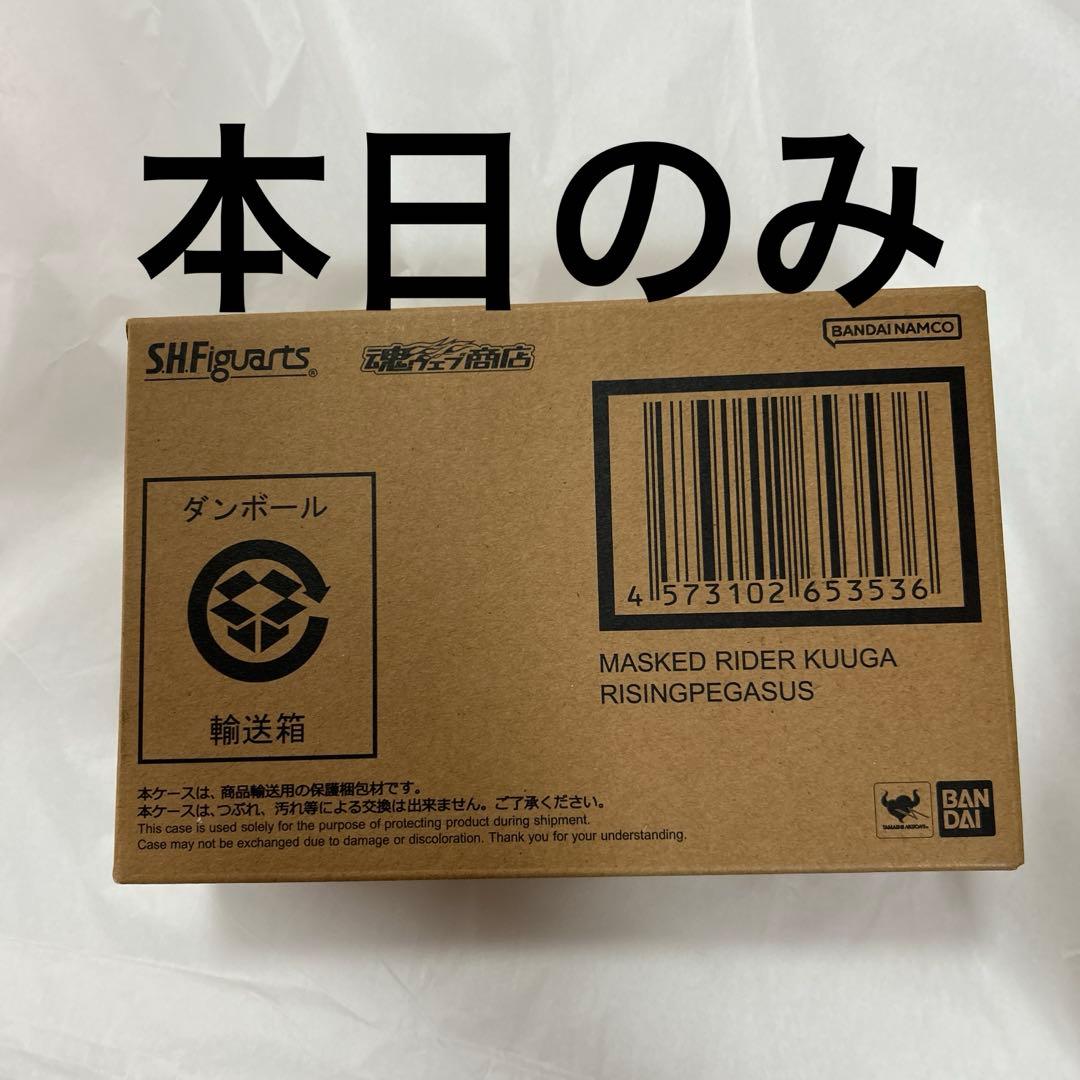 本日のみ
S.H.Figuarts®
魂ウェブ商店
BANDAI NAMCO
ダンボール
輸送箱
4 573102 653536
MASKED RIDER KUUGA
RISINGPEGASUS
本ケースは、商品輸送用の保護梱包材です。
本ケースは、つぶれ、汚れ等による交換は出来ません。ご了承ください。
This case is used solely for the purpose of protecting product during shipment.
Case may not be exchanged due to damage or discoloration. Thank you for your understanding.
TAMASHII NATIONS
BAN
DAI